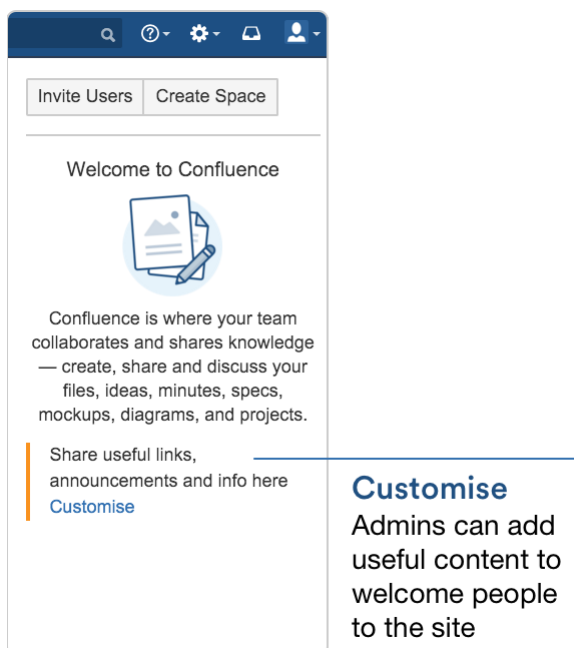 Invite Users Create Space
Welcome to Confluence
Confluence is where your team
collaborates and shares knowledge
— create, share and discuss your
files, ideas, minutes, specs,
mockups, diagrams, and projects.
Share useful links,
announcements and info here
Customise
Customise
Admins can add
useful content to
welcome people
to the site